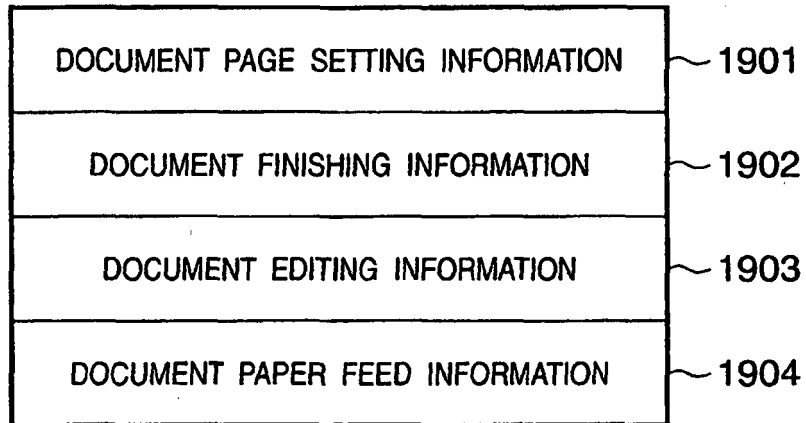 DOCUMENT PAGE SETTING INFORMATION 1901
DOCUMENT FINISHING INFORMATION 1902
DOCUMENT EDITING INFORMATION 1903
DOCUMENT PAPER FEED INFORMATION 1904